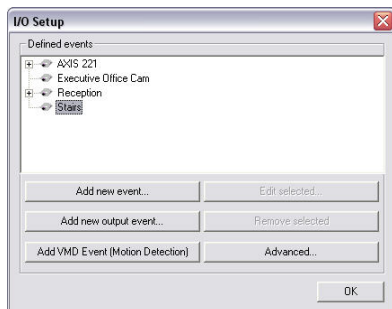 I/O Setup
Defined events
AXIS 221
Executive Office Cam
Reception
Stairs
Add new event...
Edit selected...
Add new output event...
Remove selected
Add VMD Event (Motion Detection)
Advanced...
OK